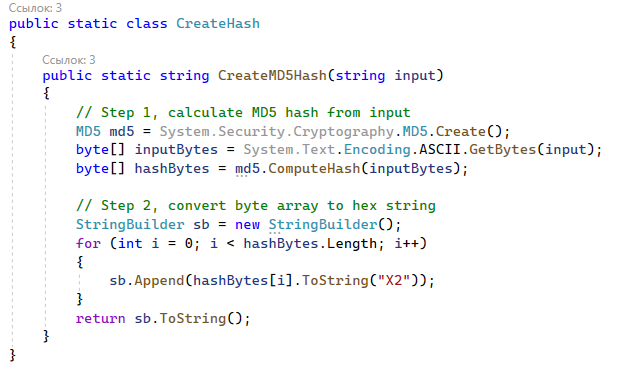 Ссылок: 3
public static class CreateHash
{
Ссылок: 3
public static string CreateMD5Hash(string input)
{
// Step 1, calculate MD5 hash from input
MD5 md5 = System.Security.Cryptography.MD5.Create();
byte[] inputBytes = System.Text.Encoding.ASCII.GetBytes(input);
byte[] hashBytes = md5.ComputeHash(inputBytes);
// Step 2, convert byte array to hex string
StringBuilder sb = new StringBuilder();
for (int i = 0; i < hashBytes.Length; i++)
{
sb.Append(hashBytes[i].ToString("X2"));
}
return sb.ToString();
}
}